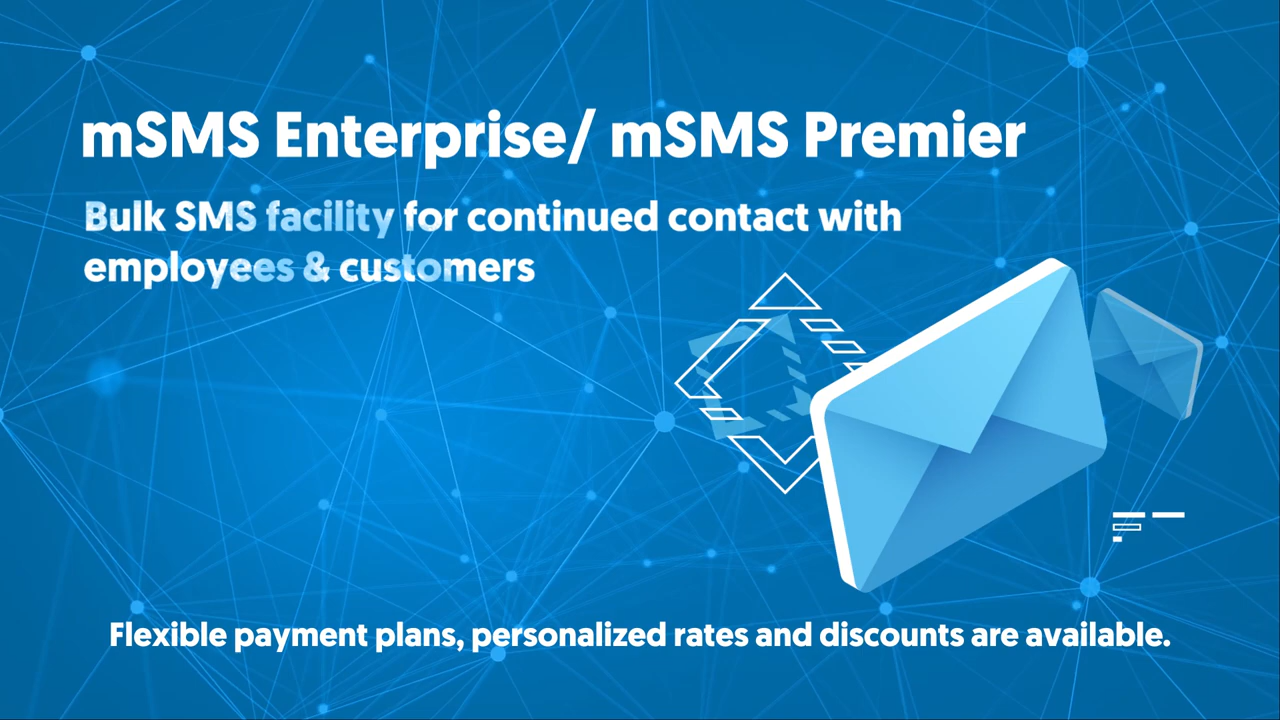 mSMS Enterprise/ mSMS Premier
Bulk SMS facility for continued contact with
employees & customers
Flexible payment plans, personalized rates and discounts are available.